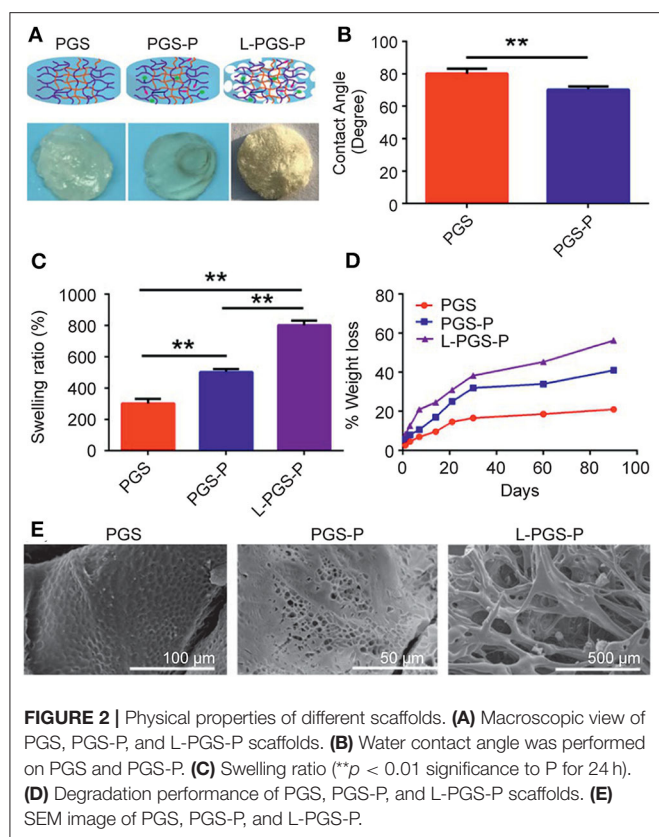 A
PGS PGS-P L-PGS-P
B
**
Contact Angle
(Degree)
100
80
60
40
20
0
PGS
PGS-P
C
**
**
**
Swelling ratio (%)
1000
800
600
400
200
0
PGS
PGS-P
L-PGS-P
D
PGS
PGS-P
L-PGS-P
% Weight loss
80
60
40
20
0
0 20 40 60 80 100
Days
E
PGS PGS-P L-PGS-P
100 µm 50 µm 500 µm
FIGURE 2 | Physical properties of different scaffolds. (A) Macroscopic view of
PGS, PGS-P, and L-PGS-P scaffolds. (B) Water contact angle was performed
on PGS and PGS-P. (C) Swelling ratio (**p < 0.01 significance to P for 24 h).
(D) Degradation performance of PGS, PGS-P, and L-PGS-P scaffolds. (E)
SEM image of PGS, PGS-P, and L-PGS-P.